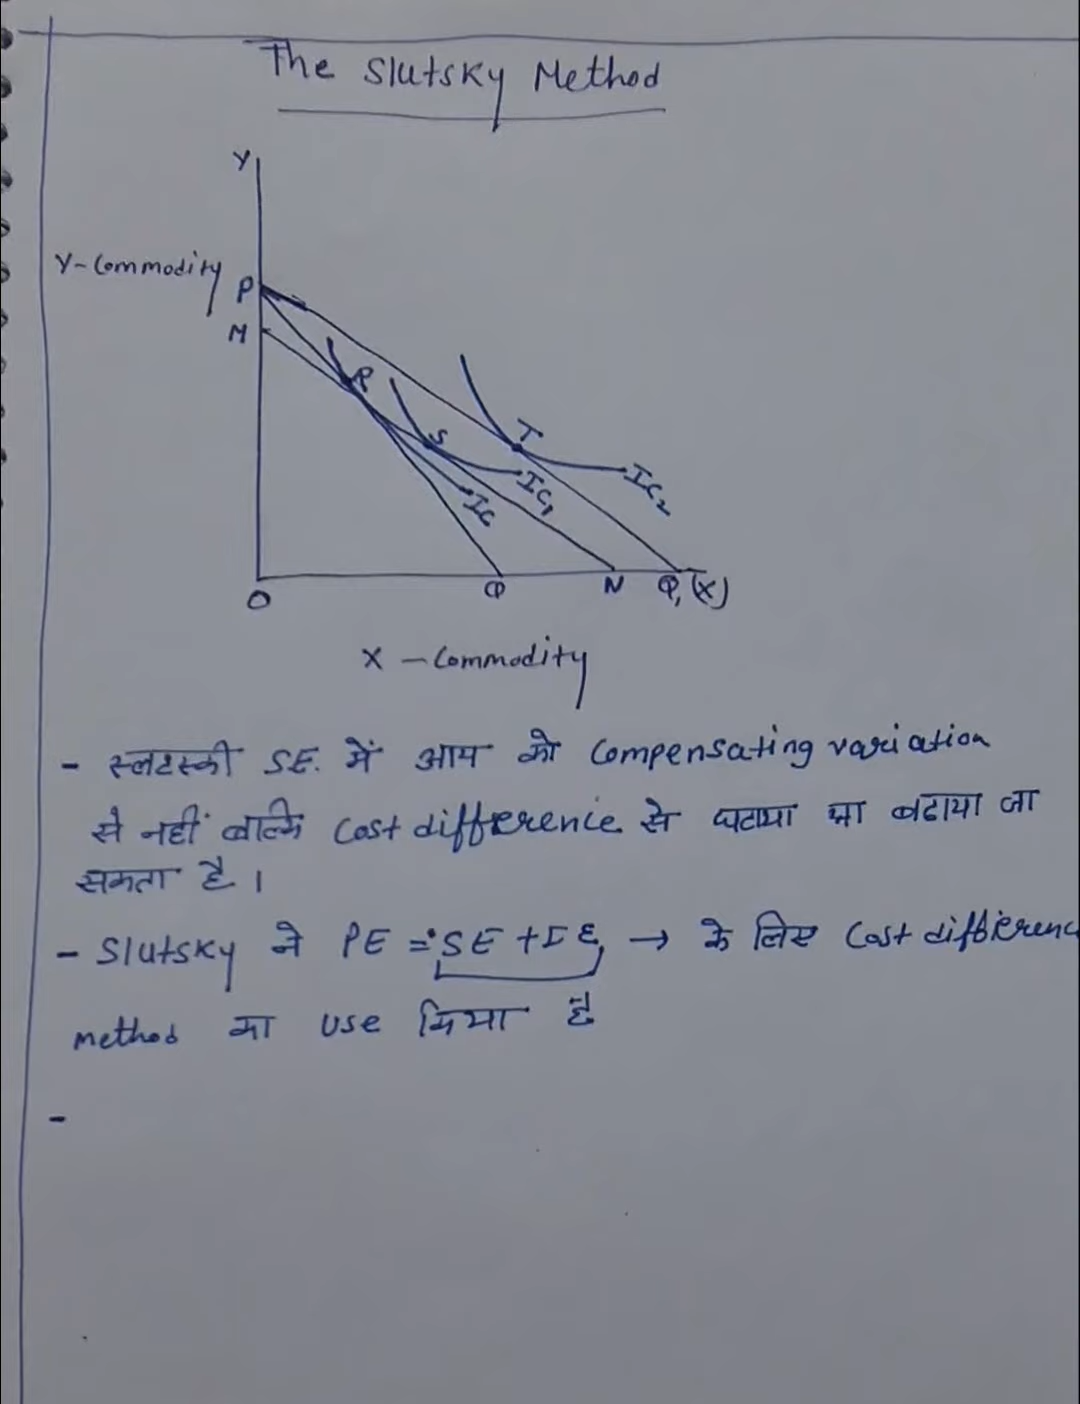 The Slutsky Method
Y
Y-Commodity
P
M
R
S
T
IC
IC1
IC2
O
Q
N
Q1 (X)
X - Commodity
- स्लटस्की SE. में आय को Compensating variation
से नहीं बल्कि Cost difference से घटाया या बढाया जा
सकता है ।
- Slutsky ने PE = SE + IE, → के लिए Cost difference
method का use किया है
-